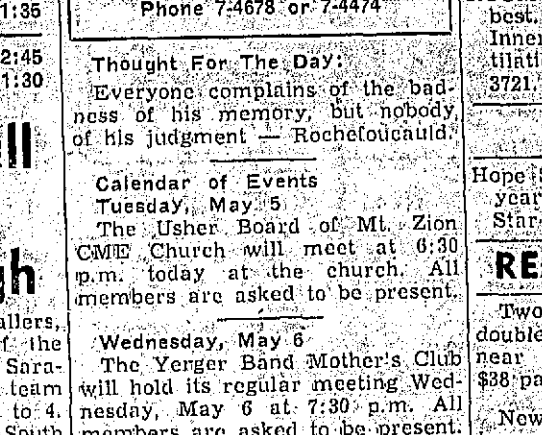 1:35
2:45
1:30
ll
gh
allers,
f the
Sara-
team
to 4.
South
Phone 7-4678 or 7-4474
Thought For The Day:
Everyone complains of the bad-
ness of his memory, but nobody
of his judgment — Rochefoucauld.
Calendar of Events
Tuesday, May 5
The Usher Board of Mt. Zion
CME Church will meet at 6:30
p.m. today at the church. All
members are asked to be present.
Wednesday, May 6
The Yerger Band Mother's Club
will hold its regular meeting Wed-
nesday, May 6 at 7:30 p.m. All
members are asked to be present.
best.
Inner
tilati
3721.
Hope S
year
Star
RE
Two
double
near
$38 pa
New